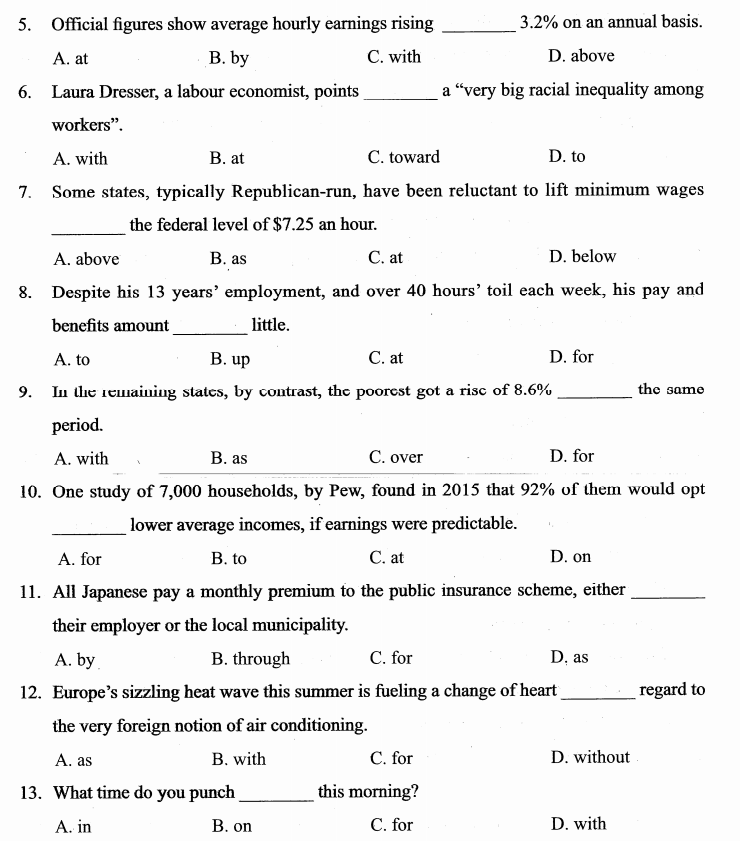 5. Official figures show average hourly earnings rising ________ 3.2% on an annual basis.
A. at B. by C. with D. above
6. Laura Dresser, a labour economist, points ________ a “very big racial inequality among
workers”.
A. with B. at C. toward D. to
7. Some states, typically Republican-run, have been reluctant to lift minimum wages
________ the federal level of $7.25 an hour.
A. above B. as C. at D. below
8. Despite his 13 years’ employment, and over 40 hours’ toil each week, his pay and
benefits amount ________ little.
A. to B. up C. at D. for
9. In the remaining states, by contrast, the poorest got a rise of 8.6% ________ the same
period.
A. with B. as C. over D. for
10. One study of 7,000 households, by Pew, found in 2015 that 92% of them would opt
________ lower average incomes, if earnings were predictable.
A. for B. to C. at D. on
11. All Japanese pay a monthly premium to the public insurance scheme, either ________
their employer or the local municipality.
A. by B. through C. for D. as
12. Europe’s sizzling heat wave this summer is fueling a change of heart ________ regard to
the very foreign notion of air conditioning.
A. as B. with C. for D. without
13. What time do you punch ________ this morning?
A. in B. on C. for D. with